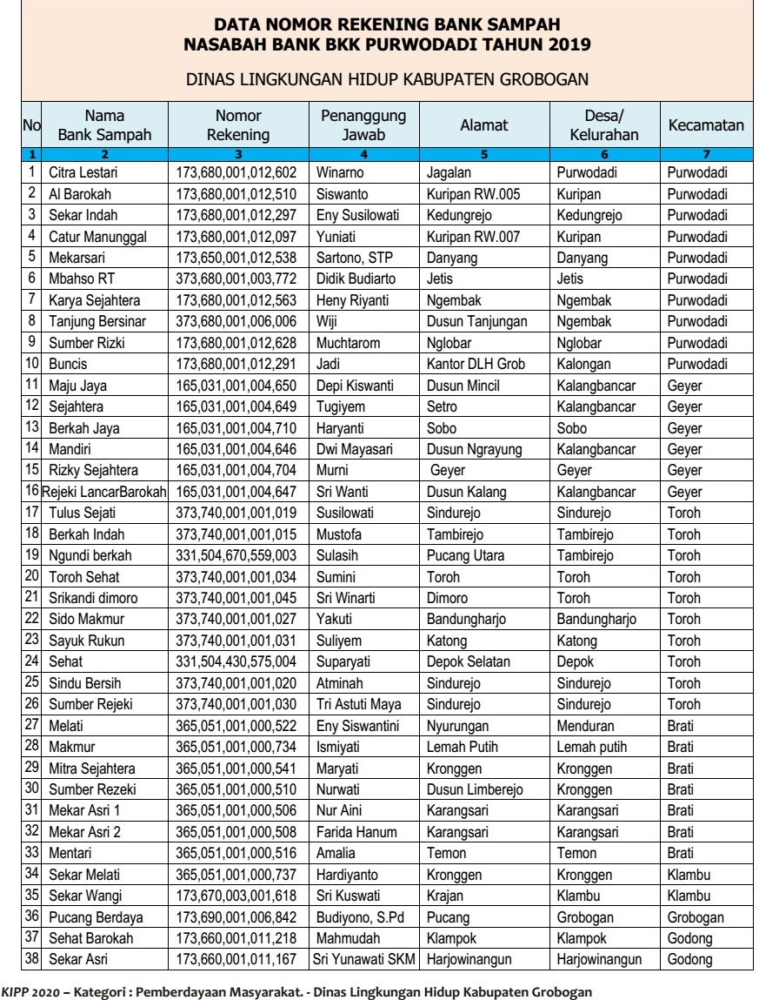 DATA NOMOR REKENING BANK SAMPAH
NASABAH BANK BKK PURWODADI TAHUN 2019
DINAS LINGKUNGAN HIDUP KABUPATEN GROBOGAN
No Nama Bank Sampah Nomor Rekening Penanggung Jawab Alamat Desa/ Kelurahan Kecamatan
1 2 3 4 5 6 7
1 Citra Lestari 173,680,001,012,602 Winarno Jagalan Purwodadi Purwodadi
2 Al Barokah 173,680,001,012,510 Siswanto Kuripan RW.005 Kuripan Purwodadi
3 Sekar Indah 173,680,001,012,297 Eny Susilowati Kedungrejo Kedungrejo Purwodadi
4 Catur Manunggal 173,680,001,012,097 Yuniati Kuripan RW.007 Kuripan Purwodadi
5 Mekarsari 173,650,001,012,538 Sartono, STP Danyang Danyang Purwodadi
6 Mbahso RT 373,680,001,003,772 Didik Budiarto Jetis Jetis Purwodadi
7 Karya Sejahtera 173,680,001,012,563 Heny Riyanti Ngembak Ngembak Purwodadi
8 Tanjung Bersinar 373,680,001,006,006 Wiji Dusun Tanjungan Ngembak Purwodadi
9 Sumber Rizki 173,680,001,012,628 Muchtarom Nglobar Nglobar Purwodadi
10 Buncis 173,680,001,012,291 Jadi Kantor DLH Grob Kalongan Purwodadi
11 Maju Jaya 165,031,001,004,650 Depi Kiswanti Dusun Mincil Kalangbancar Geyer
12 Sejahtera 165,031,001,004,649 Tugiyem Setro Kalangbancar Geyer
13 Berkah Jaya 165,031,001,004,710 Haryanti Sobo Sobo Geyer
14 Mandiri 165,031,001,004,646 Dwi Mayasari Dusun Ngrayung Kalangbancar Geyer
15 Rizky Sejahtera 165,031,001,004,704 Murni Geyer Geyer Geyer
16 Rejeki LancarBarokah 165,031,001,004,647 Sri Wanti Dusun Kalang Kalangbancar Geyer
17 Tulus Sejati 373,740,001,001,019 Susilowati Sindurejo Sindurejo Toroh
18 Berkah Indah 373,740,001,001,015 Mustofa Tambirejo Tambirejo Toroh
19 Ngundi berkah 331,504,670,559,003 Sulasih Pucang Utara Tambirejo Toroh
20 Toroh Sehat 373,740,001,001,034 Sumini Toroh Toroh Toroh
21 Srikandi dimoro 373,740,001,001,045 Sri Winarti Dimoro Toroh Toroh
22 Sido Makmur 373,740,001,001,027 Yakuti Bandungharjo Bandungharjo Toroh
23 Sayuk Rukun 373,740,001,001,031 Suliyem Katong Katong Toroh
24 Sehat 331,504,430,575,004 Suparyati Depok Selatan Depok Toroh
25 Sindu Bersih 373,740,001,001,020 Atminah Sindurejo Sindurejo Toroh
26 Sumber Rejeki 373,740,001,001,030 Tri Astuti Maya Sindurejo Sindurejo Toroh
27 Melati 365,051,001,000,522 Eny Siswantini Nyurungan Menduran Brati
28 Makmur 365,051,001,000,734 Ismiyati Lemah Putih Lemah putih Brati
29 Mitra Sejahtera 365,051,001,000,541 Maryati Kronggen Kronggen Brati
30 Sumber Rezeki 365,051,001,000,510 Nurwati Dusun Limberejo Kronggen Brati
31 Mekar Asri 1 365,051,001,000,506 Nur Aini Karangsari Karangsari Brati
32 Mekar Asri 2 365,051,001,000,508 Farida Hanum Karangsari Karangsari Brati
33 Mentari 365,051,001,000,516 Amalia Temon Temon Brati
34 Sekar Melati 365,051,001,000,737 Hardiyanto Kronggen Kronggen Klambu
35 Sekar Wangi 173,670,003,001,618 Sri Kuswati Krajan Klambu Klambu
36 Pucang Berdaya 173,690,001,006,842 Budiyono, S.Pd Pucang Grobogan Grobogan
37 Sehat Barokah 173,660,001,011,218 Mahmudah Klampok Klampok Godong
38 Sekar Asri 173,660,001,011,167 Sri Yunawati SKM Harjowinangun Harjowinangun Godong
KIPP 2020 – Kategori : Pemberdayaan Masyarakat. - Dinas Lingkungan Hidup Kabupaten Grobogan